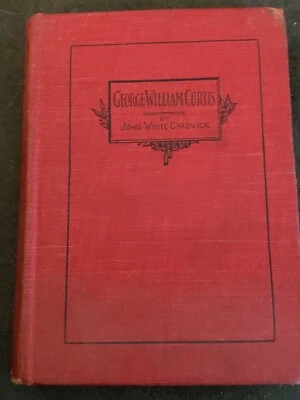 GEORGE WILLIAM CURTIS
BY
JOHN WHITE CHADWICK